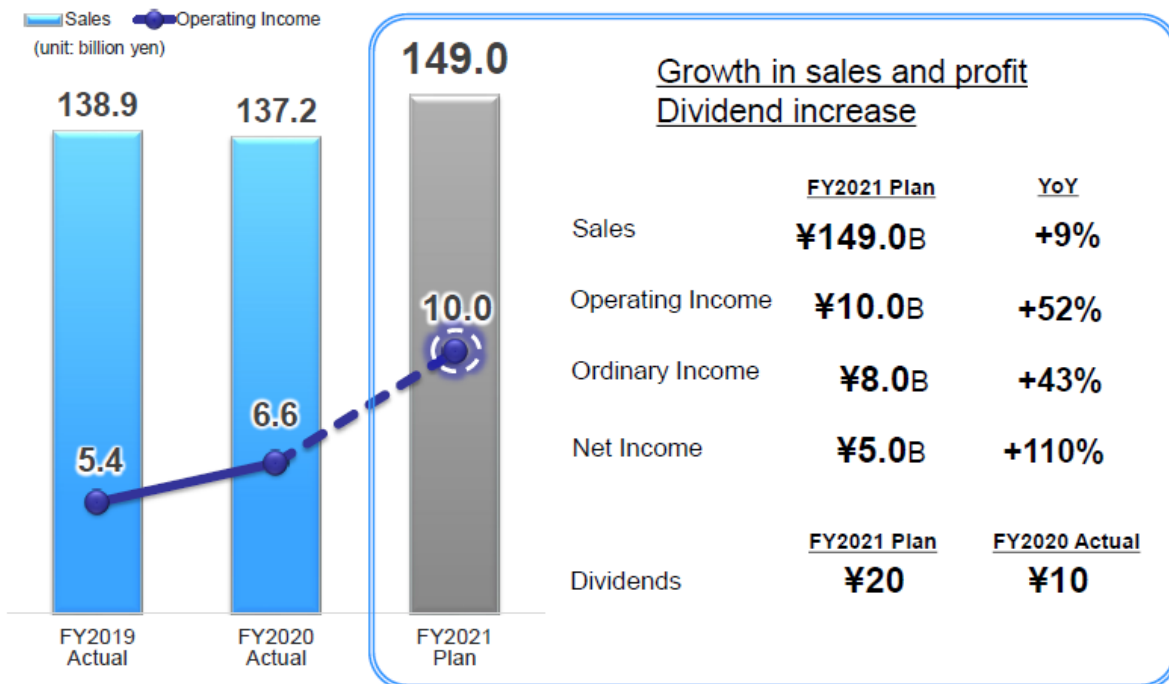 Sales Operating Income
(unit: billion yen)
138.9
137.2
149.0
5.4
6.6
10.0
FY2019
Actual
FY2020
Actual
FY2021
Plan
Growth in sales and profit
Dividend increase
FY2021 Plan YoY
Sales ¥149.0B +9%
Operating Income ¥10.0B +52%
Ordinary Income ¥8.0B +43%
Net Income ¥5.0B +110%
FY2021 Plan FY2020 Actual
Dividends ¥20 ¥10